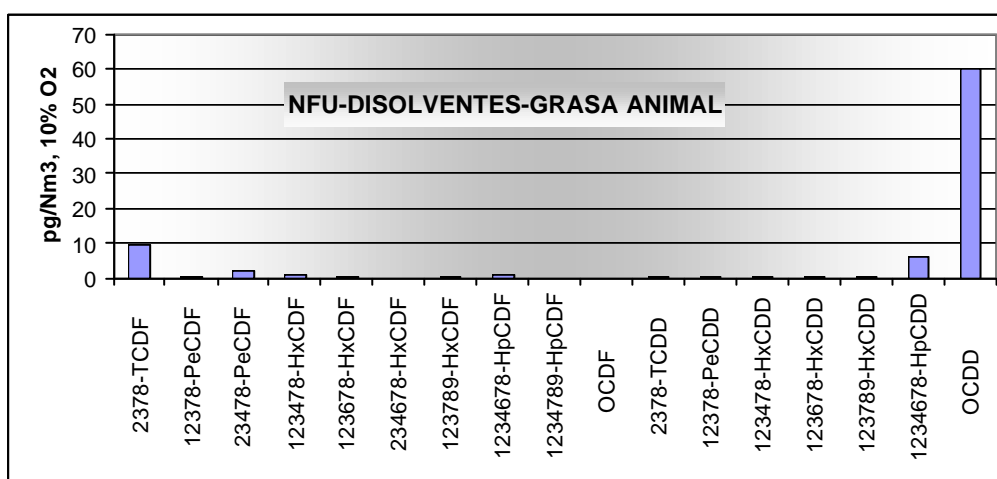 NFU-DISOLVENTES-GRASA ANIMAL
pg/Nm3, 10% O2
70
60
50
40
30
20
10
0
2378-TCDF
12378-PeCDF
23478-PeCDF
123478-HxCDF
123678-HxCDF
234678-HxCDF
123789-HxCDF
1234678-HpCDF
1234789-HpCDF
OCDF
2378-TCDD
12378-PeCDD
123478-HxCDD
123678-HxCDD
123789-HxCDD
1234678-HpCDD
OCDD